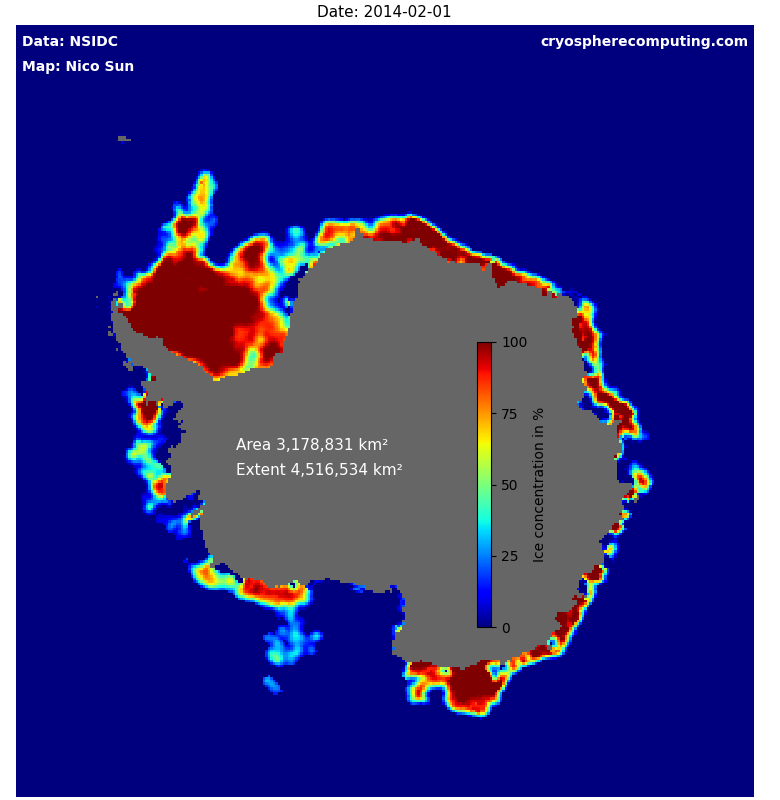 Date: 2014-02-01
Data: NSIDC
cryospherecomputing.com
Map: Nico Sun
Area 3,178,831 km²
Extent 4,516,534 km²
100
75
50
25
0
Ice concentration in %